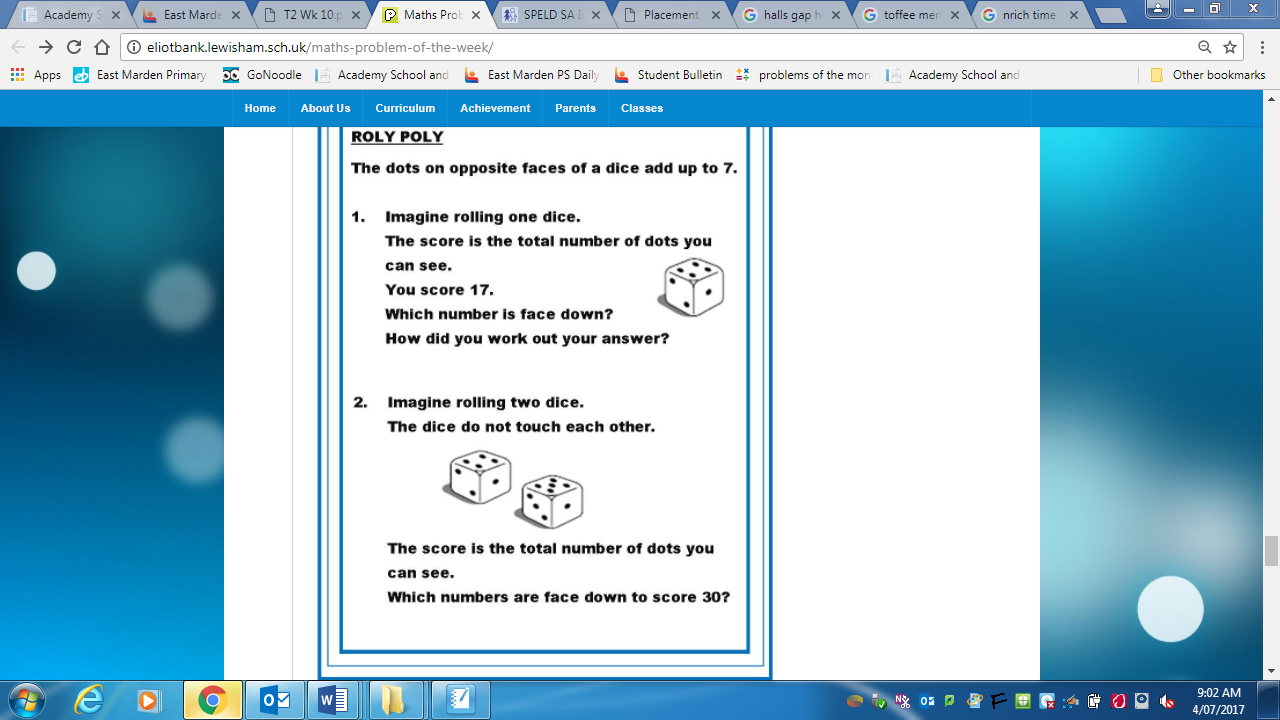 Academy S
East Marde
T2 Wk 10.p
Maths Prob
SPELD SA I
Placement
halls gap h
toffee men
nrich time
eliotbank.lewisham.sch.uk/maths-problem-of-the-week/
Apps
East Marden Primary
GoNoodle
Academy School and
East Marden PS Daily
Student Bulletin
problems of the mon
Academy School and
Other bookmarks
Home
About Us
Curriculum
Achievement
Parents
Classes
ROLY POLY
The dots on opposite faces of a dice add up to 7.
1. Imagine rolling one dice.
The score is the total number of dots you
can see.
You score 17.
Which number is face down?
How did you work out your answer?
2. Imagine rolling two dice.
The dice do not touch each other.
The score is the total number of dots you
can see.
Which numbers are face down to score 30?
9:02 AM
4/07/2017